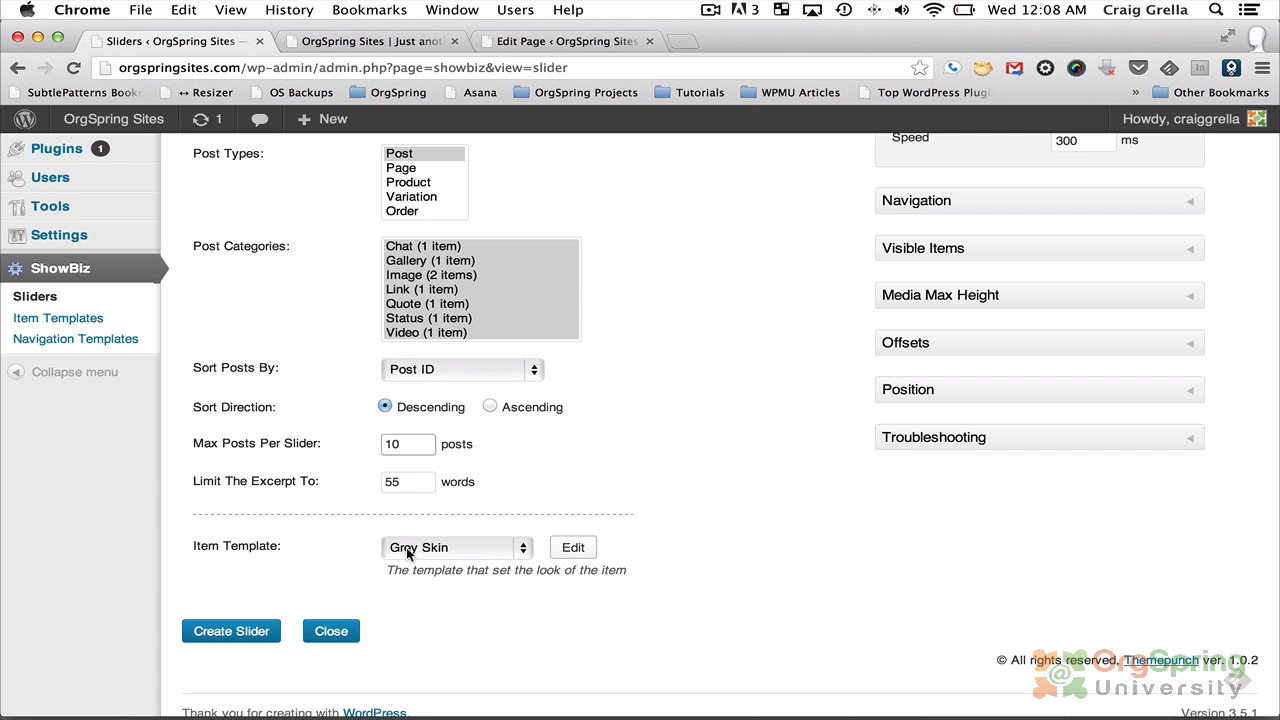 Chrome File Edit View History Bookmarks Window Users Help 3 Wed 12:08 AM Craig Grella
Sliders ‹ OrgSpring Sites — × OrgSpring Sites | Just anot × Edit Page ‹ OrgSpring Sites ×
orgspringsites.com/wp-admin/admin.php?page=showbiz&view=slider
SubtlePatterns Book ↔ Resizer OS Backups OrgSpring Asana OrgSpring Projects Tutorials WPMU Articles Top WordPress Plugi » Other Bookmarks
OrgSpring Sites 1 + New Howdy, craiggrella
Plugins 1
Users
Tools
Settings
ShowBiz
Sliders
Item Templates
Navigation Templates
Collapse menu
Post Types:
Post
Page
Product
Variation
Order
Post Categories:
Chat (1 item)
Gallery (1 item)
Image (2 items)
Link (1 item)
Quote (1 item)
Status (1 item)
Video (1 item)
Sort Posts By: Post ID
Sort Direction: Descending Ascending
Max Posts Per Slider: 10 posts
Limit The Excerpt To: 55 words
Item Template: Grey Skin Edit
The template that set the look of the item
Create Slider Close
Speed 300 ms
Navigation
Visible Items
Media Max Height
Offsets
Position
Troubleshooting
© All rights reserved, Themepunch ver. 1.0.2
OrgSpring
University
Thank you for creating with WordPress. Version 3.5.1